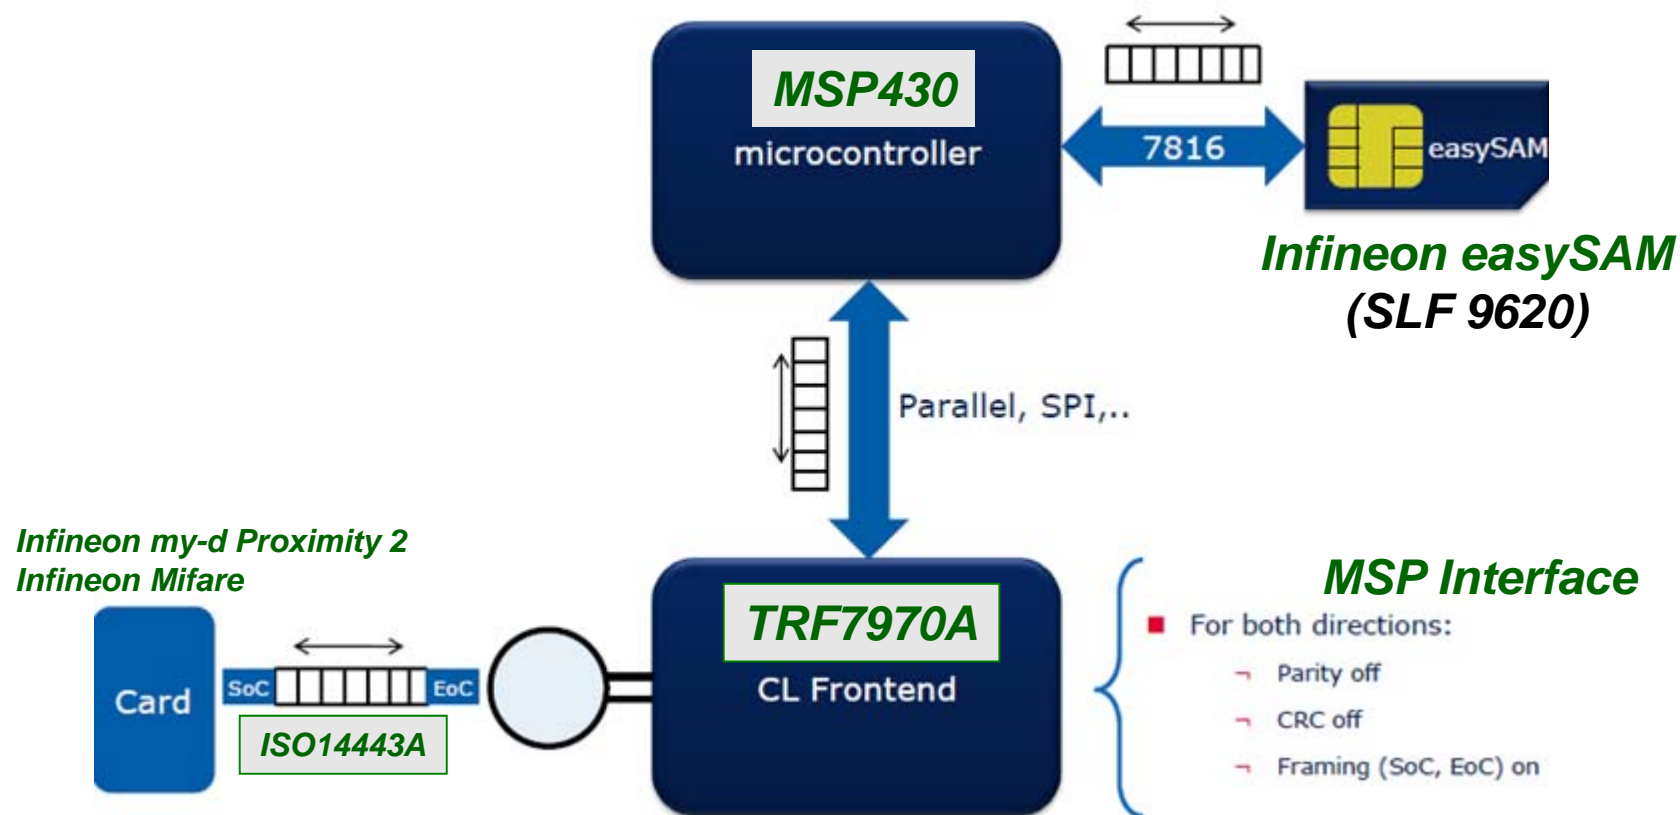 MSP430
microcontroller
7816
easySAM
Infineon easySAM
(SLF 9620)
Parallel, SPI,..
Infineon my-d Proximity 2
Infineon Mifare
Card
SoC
EoC
ISO14443A
TRF7970A
CL Frontend
MSP Interface
■ For both directions:
¬ Parity off
¬ CRC off
¬ Framing (SoC, EoC) on